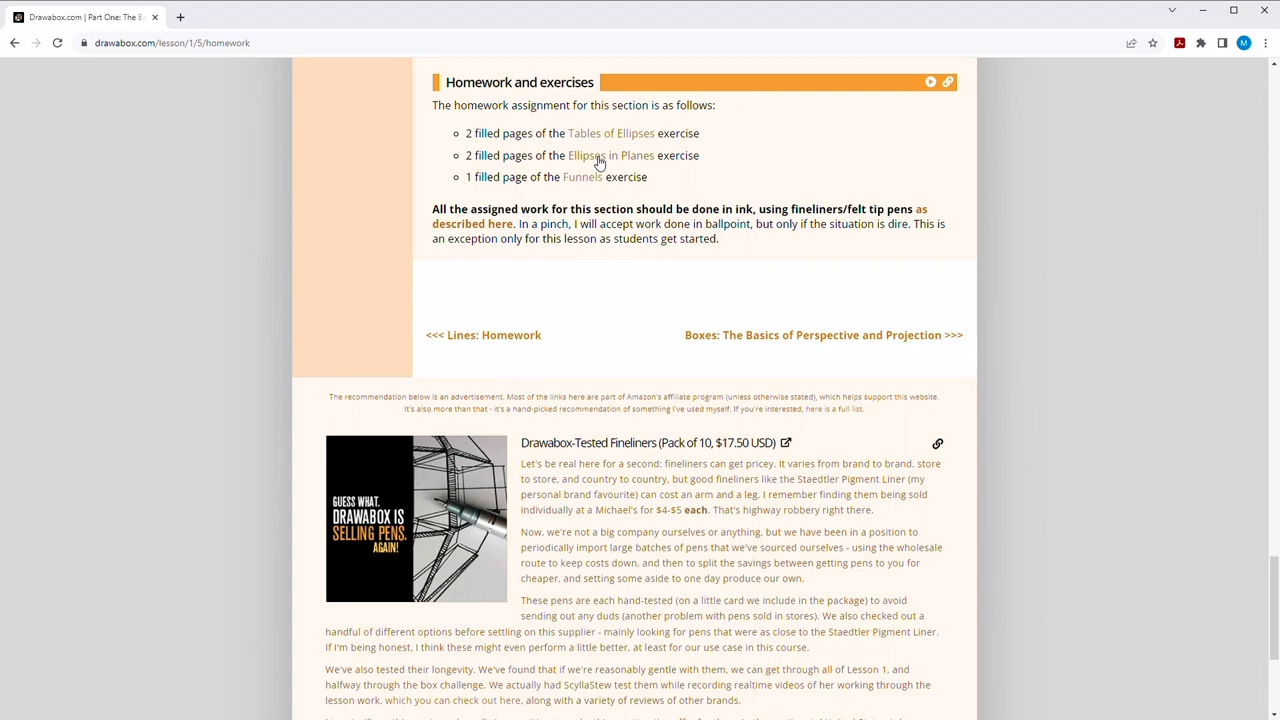 Drawabox.com | Part One: The B
drawabox.com/lesson/1/5/homework
M
Homework and exercises
The homework assignment for this section is as follows:
2 filled pages of the Tables of Ellipses exercise
2 filled pages of the Ellipses in Planes exercise
1 filled page of the Funnels exercise
All the assigned work for this section should be done in ink, using fineliners/felt tip pens as
described here. In a pinch, I will accept work done in ballpoint, but only if the situation is dire. This is
an exception only for this lesson as students get started.
<<< Lines: Homework
Boxes: The Basics of Perspective and Projection >>>
The recommendation below is an advertisement. Most of the links here are part of Amazon's affiliate program (unless otherwise stated), which helps support this website.
It's also more than that - it's a hand-picked recommendation of something I've used myself. If you're interested, here is a full list.
GUESS WHAT.
DRAWABOX IS
SELLING PENS.
AGAIN!
Drawabox-Tested Fineliners (Pack of 10, $17.50 USD)
Let's be real here for a second: fineliners can get pricey. It varies from brand to brand, store
to store, and country to country, but good fineliners like the Staedtler Pigment Liner (my
personal brand favourite) can cost an arm and a leg. I remember finding them being sold
individually at a Michael's for $4-$5 each. That's highway robbery right there.
Now, we're not a big company ourselves or anything, but we have been in a position to
periodically import large batches of pens that we've sourced ourselves - using the wholesale
route to keep costs down, and then to split the savings between getting pens to you for
cheaper, and setting some aside to one day produce our own.
These pens are each hand-tested (on a little card we include in the package) to avoid
sending out any duds (another problem with pens sold in stores). We also checked out a
handful of different options before settling on this supplier - mainly looking for pens that were as close to the Staedtler Pigment Liner.
If I'm being honest, I think these might even perform a little better, at least for our use case in this course.
We've also tested their longevity. We've found that if we're reasonably gentle with them, we can get through all of Lesson 1, and
halfway through the box challenge. We actually had ScyllaStew test them while recording realtime videos of her working through the
lesson work, which you can check out here, along with a variety of reviews of other brands.